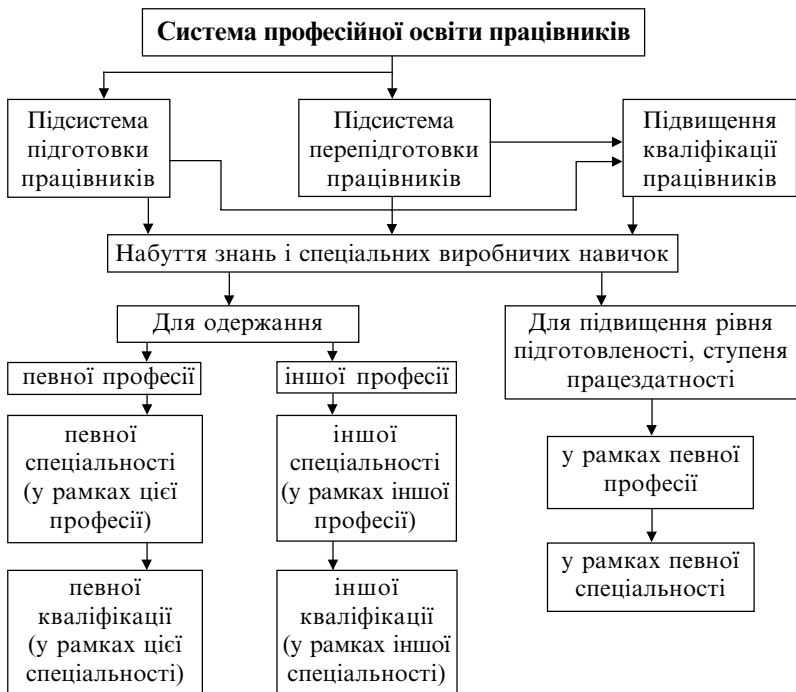 Система професійної освіти працівників
Підсистема
підготовки
працівників
Підсистема
перепідготовки
працівників
Підвищення
кваліфікації
працівників
Набуття знань і спеціальних виробничих навичок
Для одержання
певної професії
певної
спеціальності
(у рамках цієї
професії)
певної
кваліфікації
(у рамках цієї
спеціальності)
іншої професії
іншої
спеціальності
(у рамках іншої
професії)
іншої
кваліфікації
(у рамках іншої
спеціальності)
Для підвищення рівня
підготовленості, ступеня
працездатності
у рамках певної
професії
у рамках певної
спеціальності